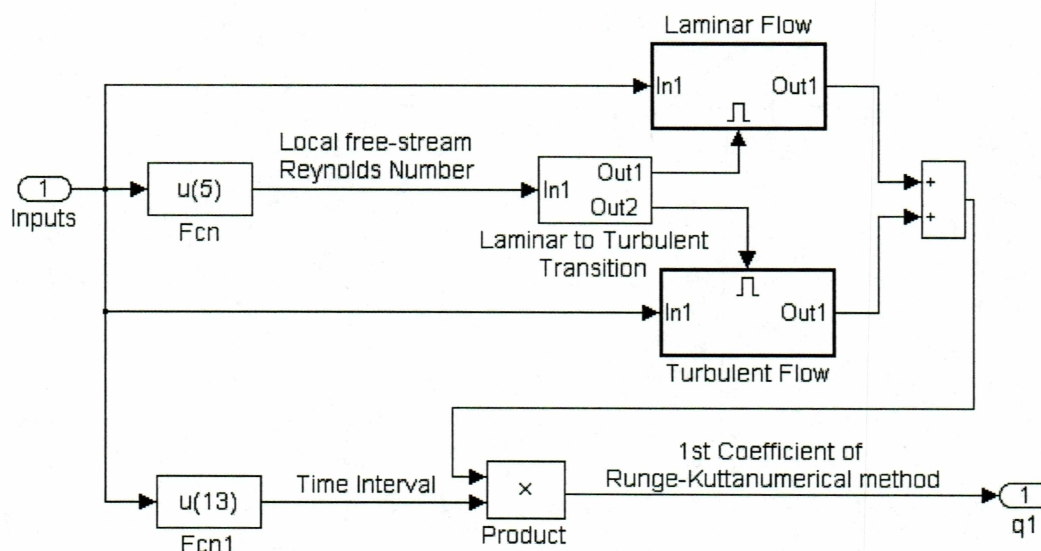 Laminar Flow
In1
Out1
Local free-stream
Reynolds Number
1
Inputs
u(5)
Fcn
In1
Out1
Out2
Laminar to Turbulent
Transition
+
+
In1
Out1
Turbulent Flow
1st Coefficient of
Runge-Kuttanumerical method
Time Interval
u(13)
Fcn1
×
Product
1
q1